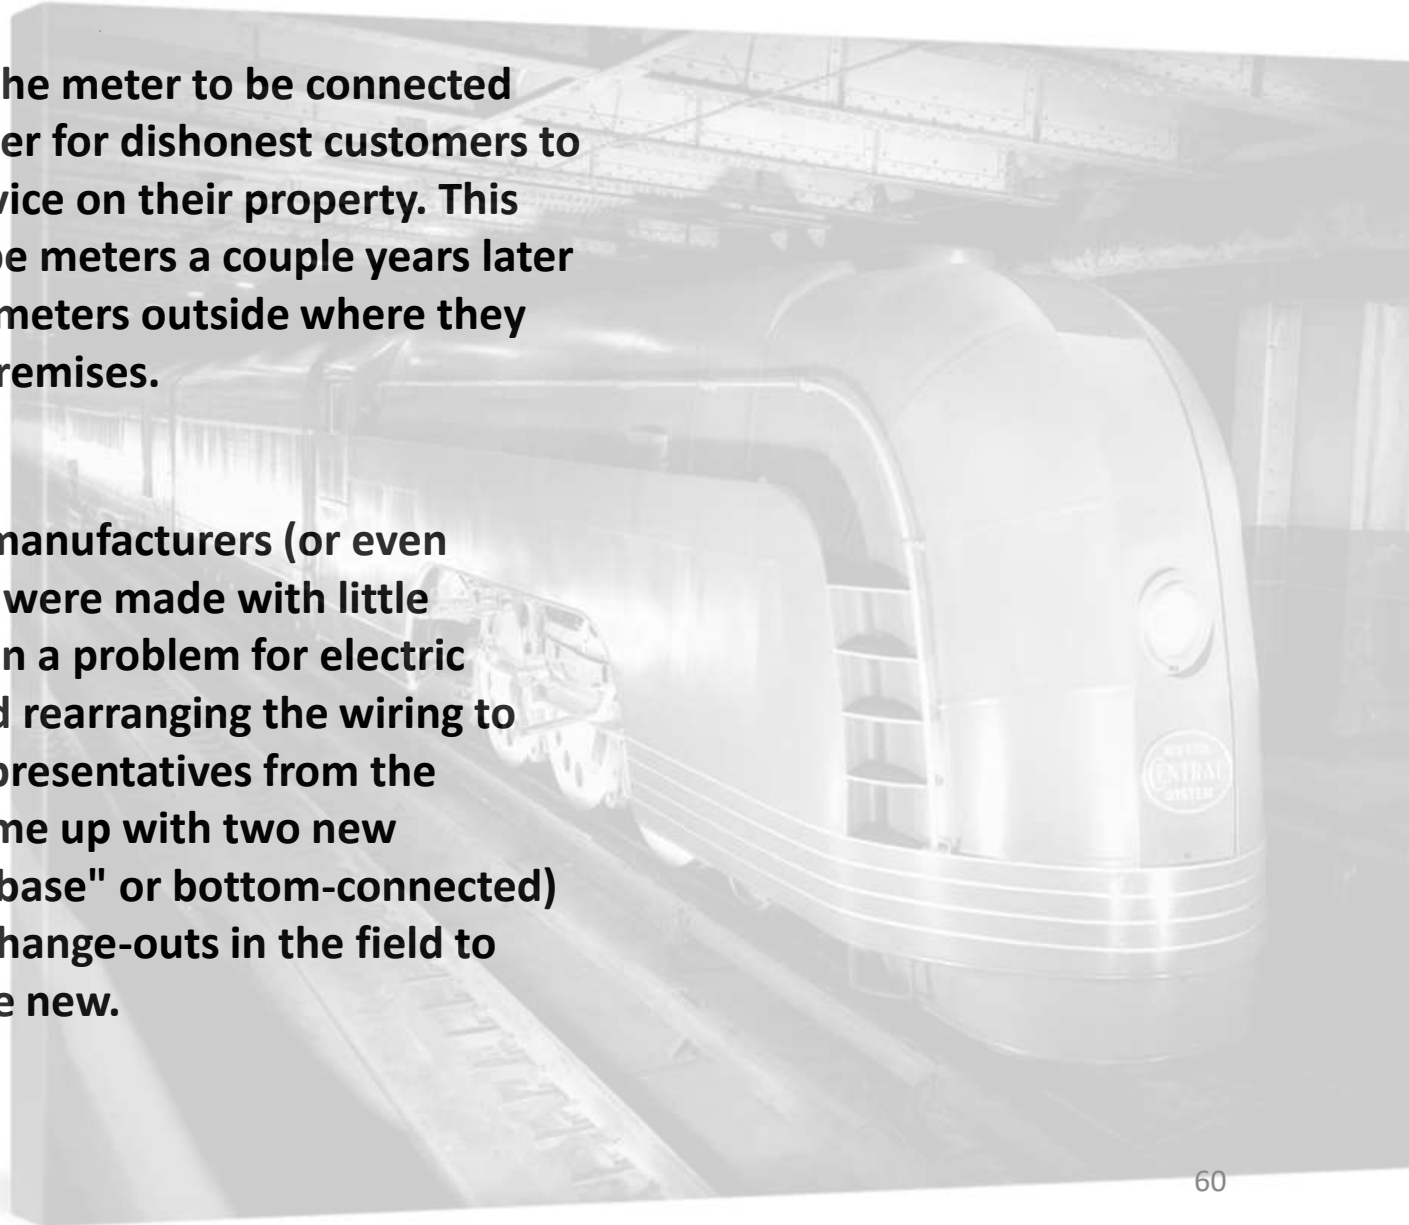 he meter to be connected
er for dishonest customers to
vice on their property. This
be meters a couple years later
meters outside where they
remises.
manufacturers (or even
were made with little
n a problem for electric
d rearranging the wiring to
presentatives from the
me up with two new
base" or bottom-connected)
hange-outs in the field to
e new.
CENTRAL
SYSTEM
60